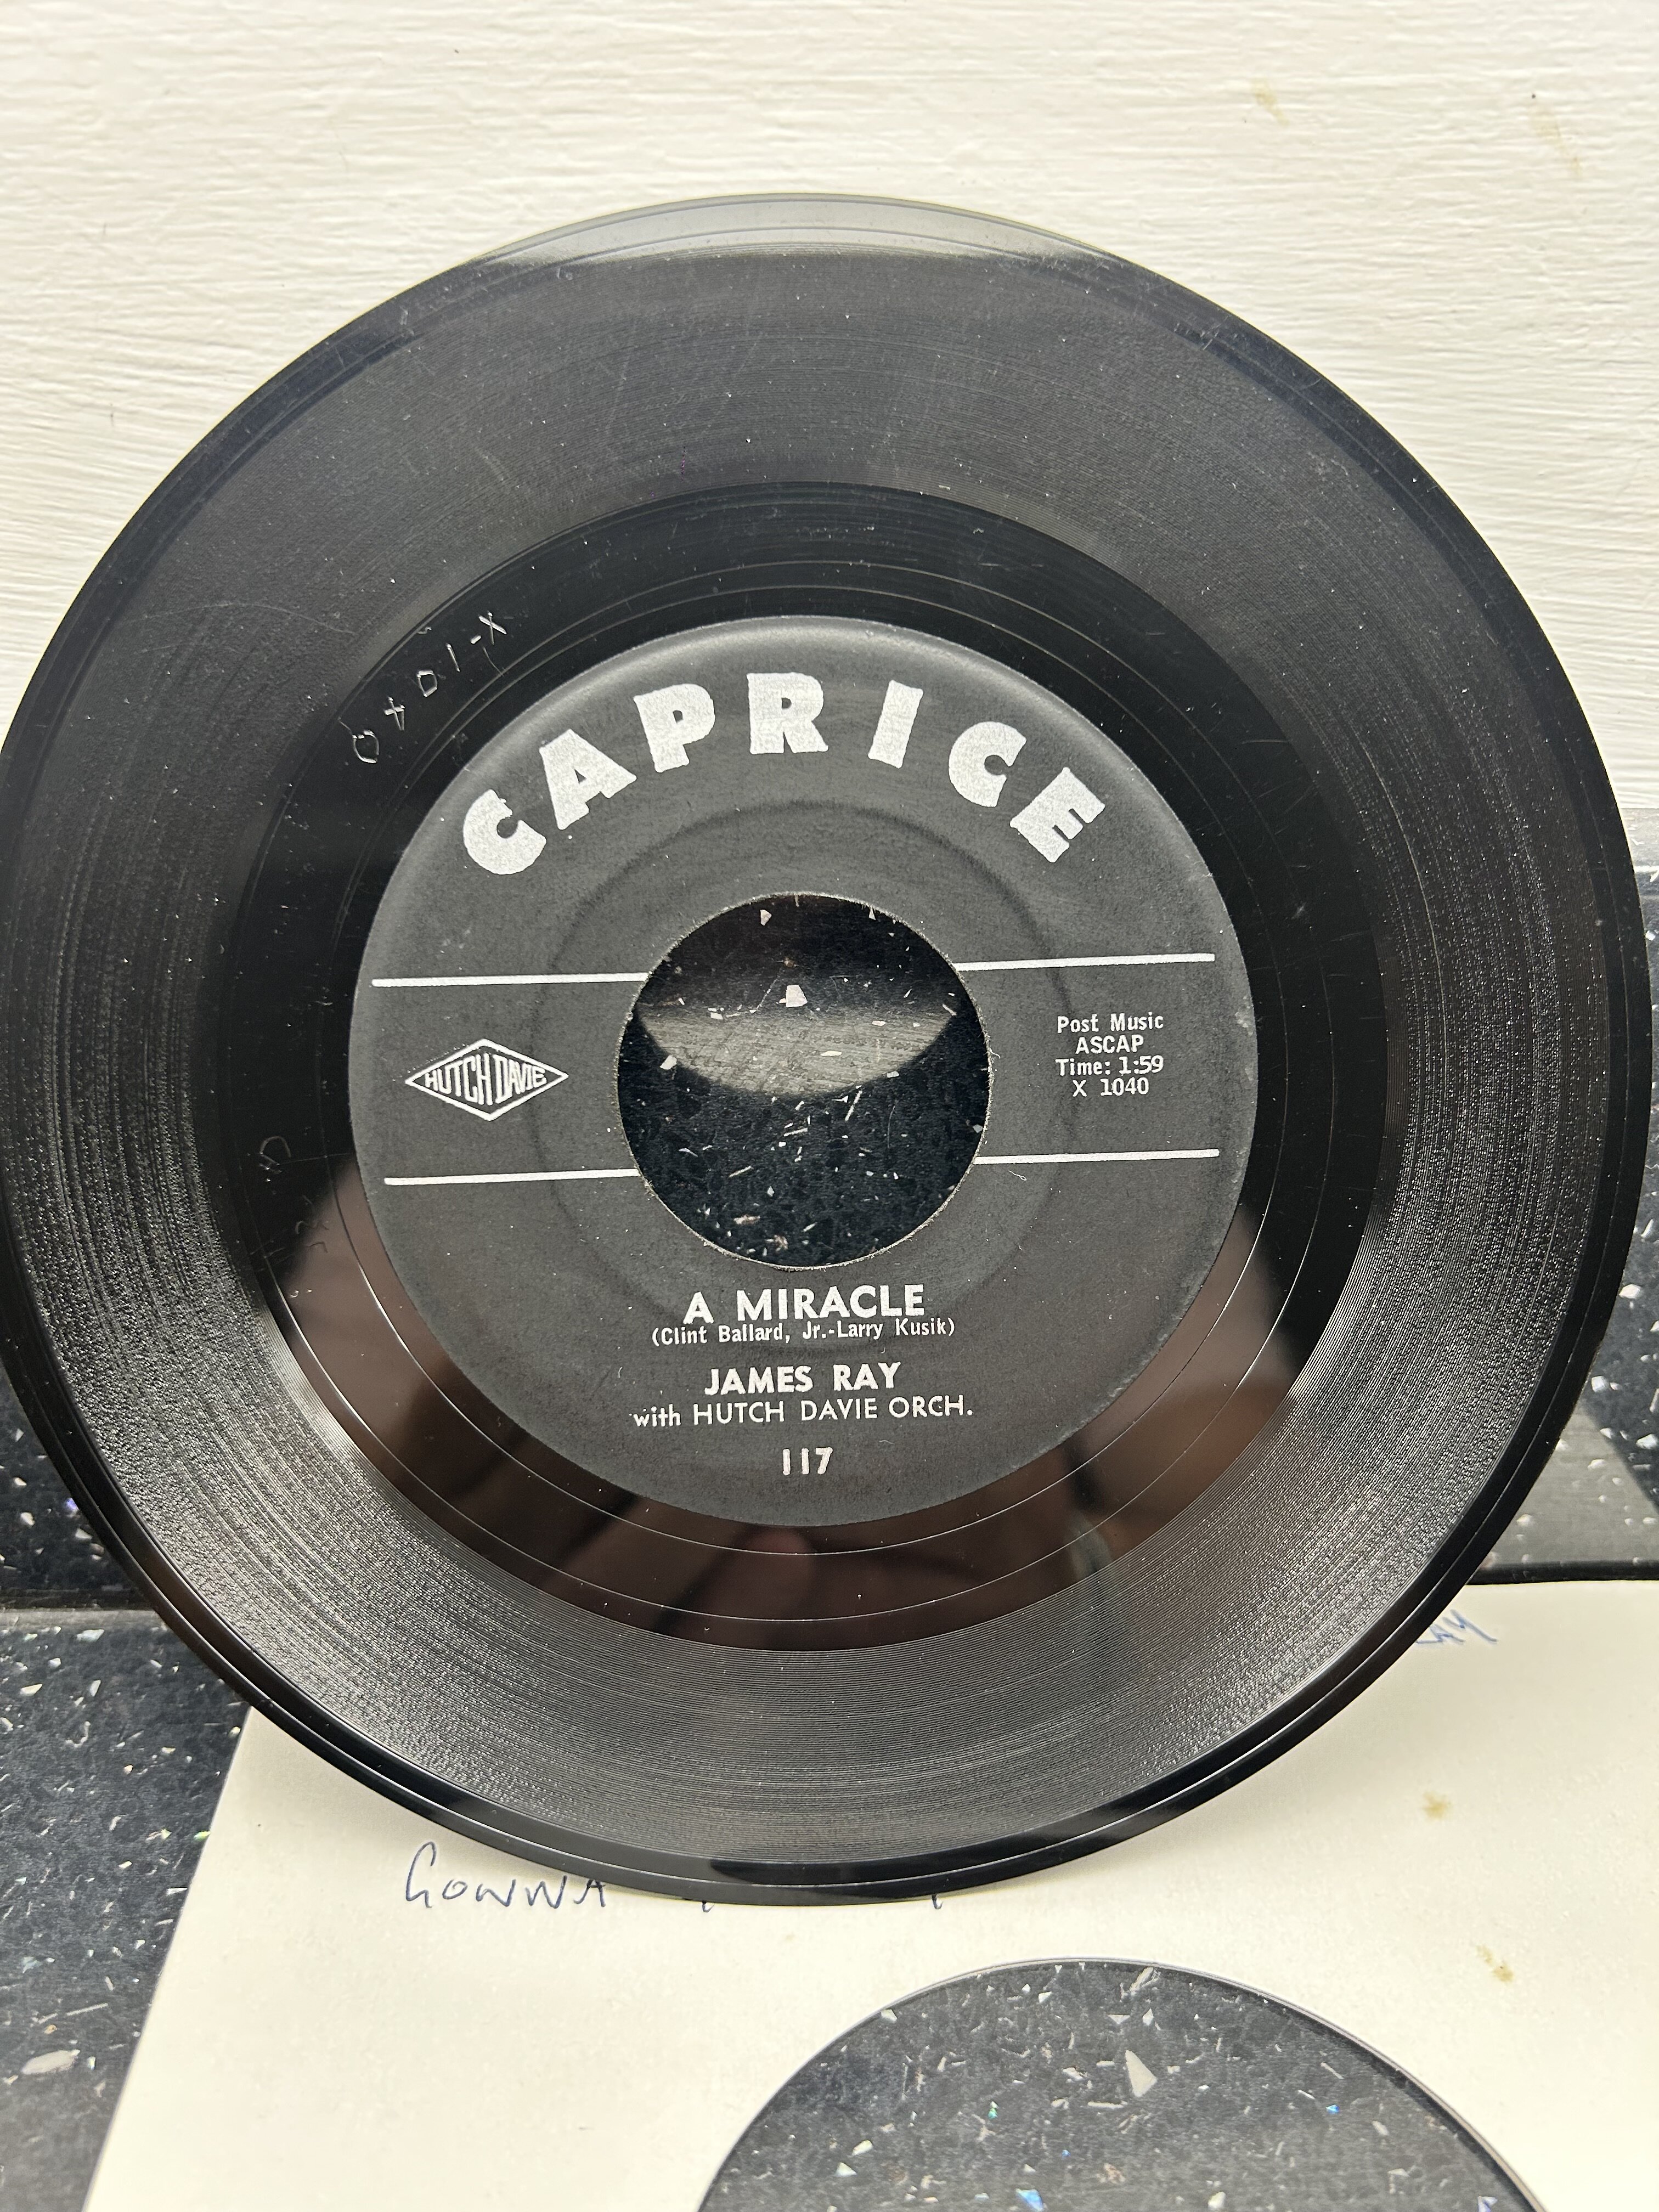 X-1040
CAPRICE
HUTCH DAVIE
Post Music
ASCAP
Time: 1:59
X 1040
A MIRACLE
(Clint Ballard, Jr.-Larry Kusik)
JAMES RAY
with HUTCH DAVIE ORCH.
117
GONNA